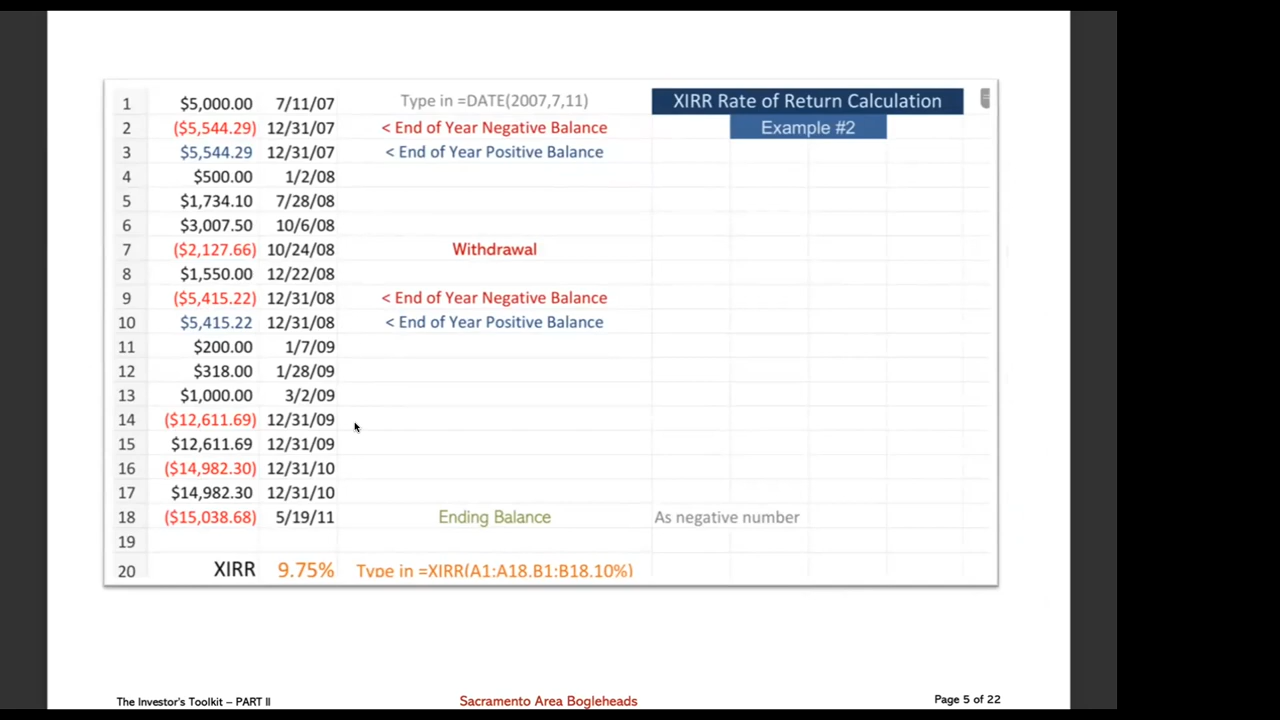 1 $5,000.00 7/11/07 Type in =DATE(2007,7,11) XIRR Rate of Return Calculation
2 ($5,544.29) 12/31/07 < End of Year Negative Balance Example #2
3 $5,544.29 12/31/07 < End of Year Positive Balance
4 $500.00 1/2/08
5 $1,734.10 7/28/08
6 $3,007.50 10/6/08
7 ($2,127.66) 10/24/08 Withdrawal
8 $1,550.00 12/22/08
9 ($5,415.22) 12/31/08 < End of Year Negative Balance
10 $5,415.22 12/31/08 < End of Year Positive Balance
11 $200.00 1/7/09
12 $318.00 1/28/09
13 $1,000.00 3/2/09
14 ($12,611.69) 12/31/09
15 $12,611.69 12/31/09
16 ($14,982.30) 12/31/10
17 $14,982.30 12/31/10
18 ($15,038.68) 5/19/11 Ending Balance As negative number
19
20 XIRR 9.75% Type in =XIRR(A1:A18,B1:B18,10%)
The Investor's Toolkit – PART II Sacramento Area Bogleheads Page 5 of 22